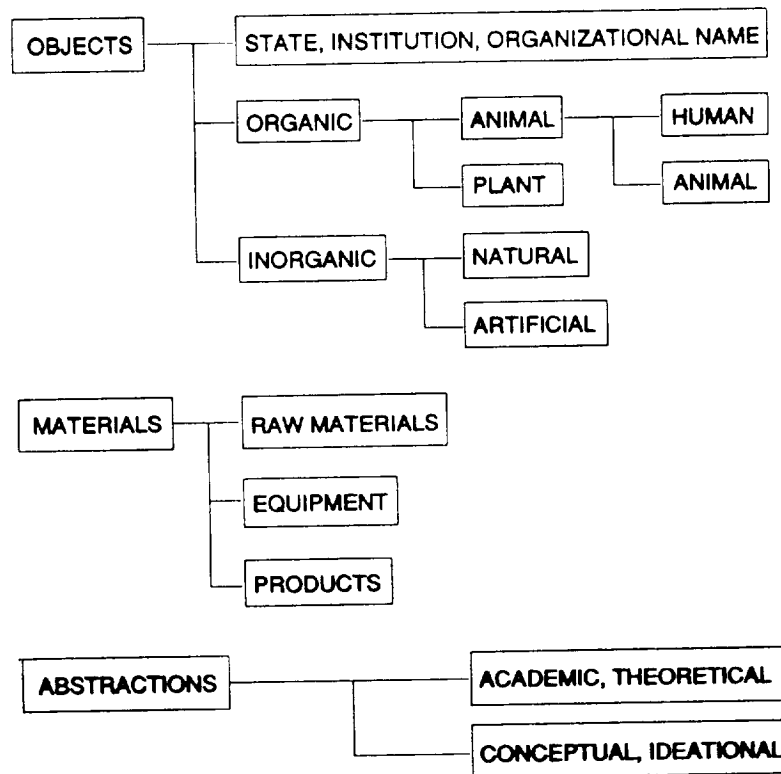 OBJECTS
STATE, INSTITUTION, ORGANIZATIONAL NAME
ORGANIC
ANIMAL
HUMAN
PLANT
ANIMAL
INORGANIC
NATURAL
ARTIFICIAL
MATERIALS
RAW MATERIALS
EQUIPMENT
PRODUCTS
ABSTRACTIONS
ACADEMIC, THEORETICAL
CONCEPTUAL, IDEATIONAL